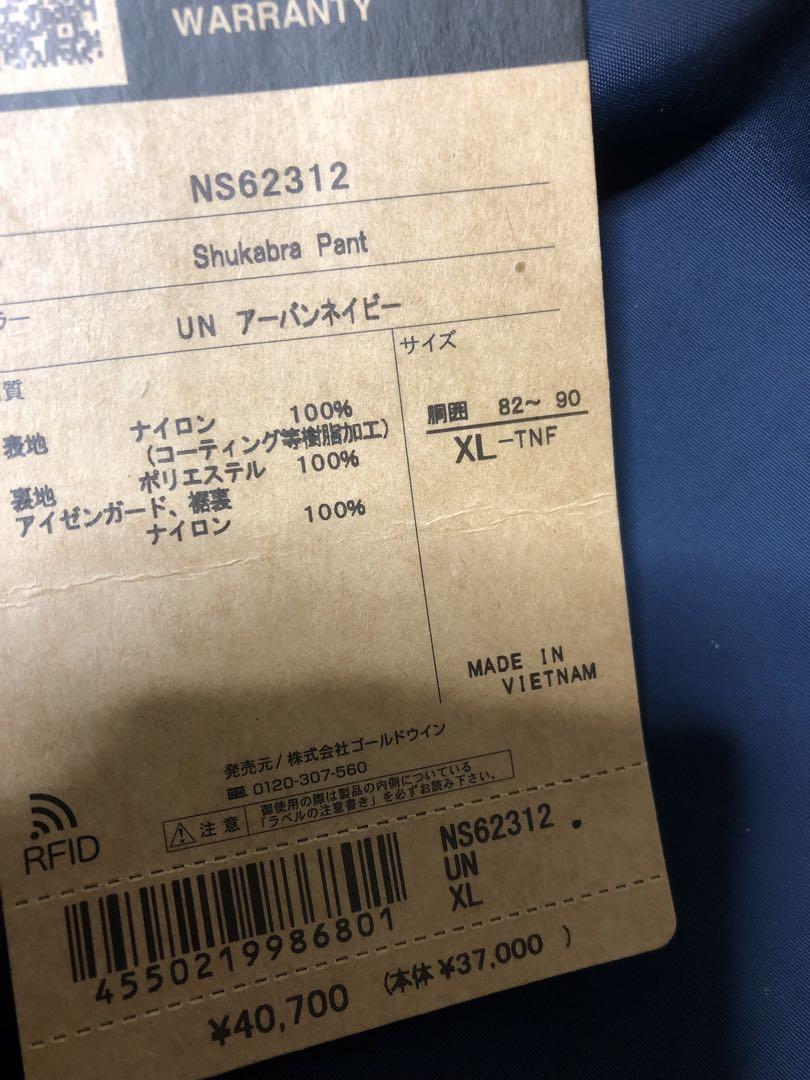 WARRANTY
NS62312
Shukabra Pant
ラー
UN アーバンネイビー
質
サイズ
表地 ナイロン 100%
(コーティング等樹脂加工)
裏地 ポリエステル 100%
アイゼンガード、裾裏
ナイロン 100%
胴囲 82~ 90
XL-TNF
MADE IN
VIETNAM
発売元/株式会社ゴールドウイン
0120-307-560
注意
御使用の際は製品の内側についている
「ラベルの注意書き」を必ずお読み下さい。
RFID
NS62312
UN
XL
4550219986801
¥40,700 (本体¥37,000 )